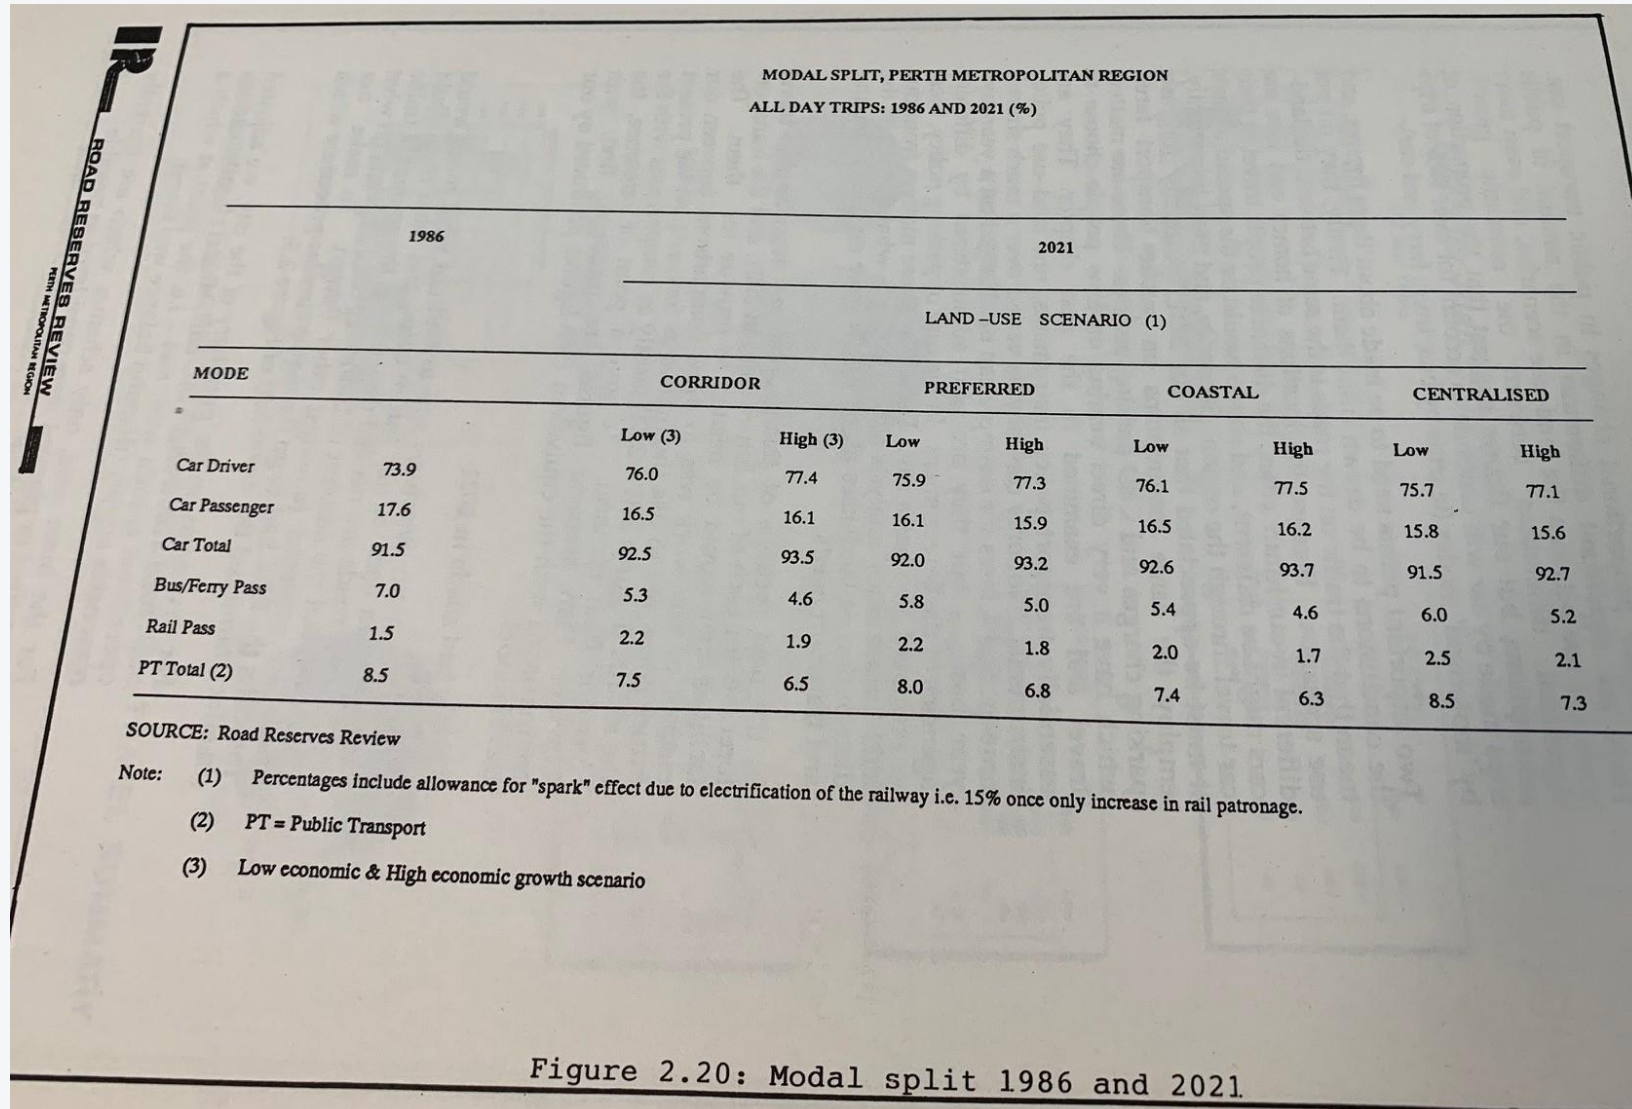 MODAL SPLIT, PERTH METROPOLITAN REGION
ALL DAY TRIPS: 1986 AND 2021 (%)
ROAD RESERVES REVIEW
PERTH METROPOLITAN REGION
1986 2021
LAND-USE SCENARIO (1)
MODE CORRIDOR PREFERRED COASTAL CENTRALISED
Low (3) High (3) Low High Low High Low High
Car Driver 73.9 76.0 77.4 75.9 77.3 76.1 77.5 75.7 77.1
Car Passenger 17.6 16.5 16.1 16.1 15.9 16.5 16.2 15.8 15.6
Car Total 91.5 92.5 93.5 92.0 93.2 92.6 93.7 91.5 92.7
Bus/Ferry Pass 7.0 5.3 4.6 5.8 5.0 5.4 4.6 6.0 5.2
Rail Pass 1.5 2.2 1.9 2.2 1.8 2.0 1.7 2.5 2.1
PT Total (2) 8.5 7.5 6.5 8.0 6.8 7.4 6.3 8.5 7.3
SOURCE: Road Reserves Review
Note: (1) Percentages include allowance for "spark" effect due to electrification of the railway i.e. 15% once only increase in rail patronage.
(2) PT = Public Transport
(3) Low economic & High economic growth scenario
Figure 2.20: Modal split 1986 and 2021